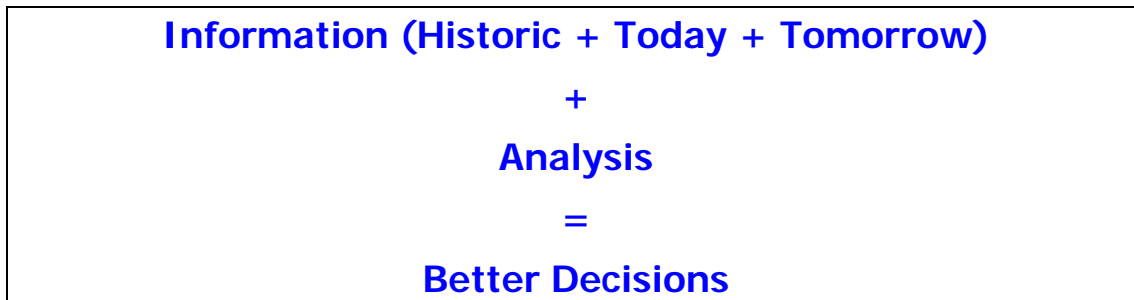 Information (Historic + Today + Tomorrow)
+
Analysis
=
Better Decisions